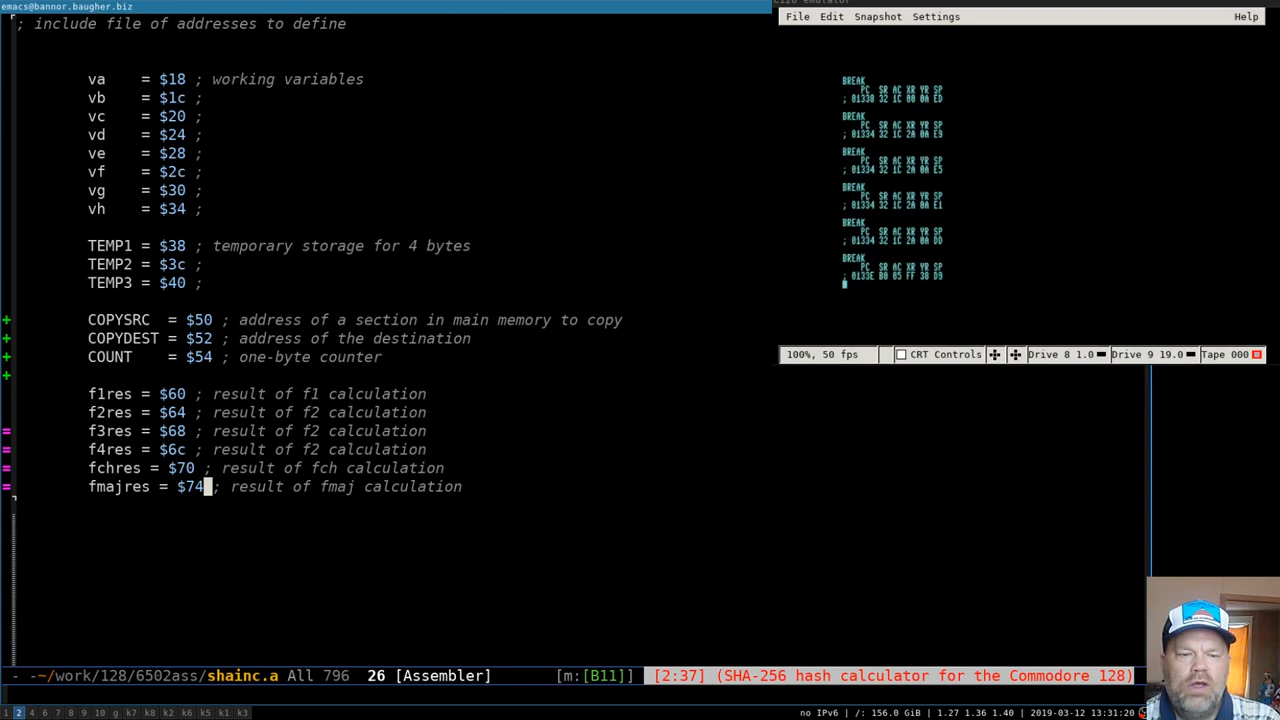 emacs@bannor.baugher.biz
; include file of addresses to define
va = $18 ; working variables
vb = $1c ;
vc = $20 ;
vd = $24 ;
ve = $28 ;
vf = $2c ;
vg = $30 ;
vh = $34 ;
TEMP1 = $38 ; temporary storage for 4 bytes
TEMP2 = $3c ;
TEMP3 = $40 ;
+ COPYSRC = $50 ; address of a section in main memory to copy
+ COPYDEST = $52 ; address of the destination
+ COUNT = $54 ; one-byte counter
+
f1res = $60 ; result of f1 calculation
f2res = $64 ; result of f2 calculation
= f3res = $68 ; result of f2 calculation
= f4res = $6c ; result of f2 calculation
= fchres = $70 ; result of fch calculation
= fmajres = $74 ; result of fmaj calculation
- -~/work/128/6502ass/shainc.a All 796 26 [Assembler] [m:[B11]] [2:37] (SHA-256 hash calculator for the Commodore 128)
C128 emulator
File Edit Snapshot Settings Help
BREAK
PC SR AC XR YR SP
; 01338 32 1C 00 0A ED
BREAK
PC SR AC XR YR SP
; 01334 32 1C 2A 0A E9
BREAK
PC SR AC XR YR SP
; 01334 32 1C 2A 0A E5
BREAK
PC SR AC XR YR SP
; 01334 32 1C 2A 0A E1
BREAK
PC SR AC XR YR SP
; 01334 32 1C 2A 0A DD
BREAK
PC SR AC XR YR SP
; 0133E B0 05 FF 38 D9
100%, 50 fps CRT Controls Drive 8 1.0 Drive 9 19.0 Tape 000
1 2 4 6 5 7 8 9 10 g k7 k8 k2 k6 k5 k1 k3
no IPv6 | /: 156.0 GiB | 1.27 1.36 1.40 | 2019-03-12 13:31:20